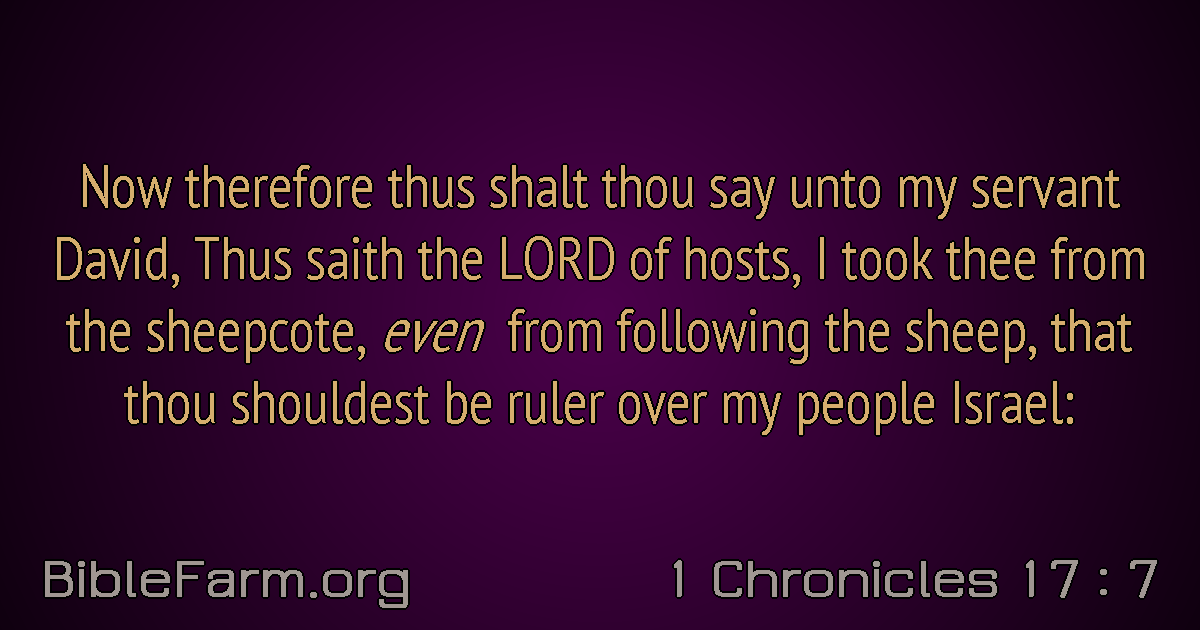 Now therefore thus shalt thou say unto my servant
David, Thus saith the LORD of hosts, I took thee from
the sheepcote, even from following the sheep, that
thou shouldest be ruler over my people Israel:
BibleFarm.org
1 Chronicles 17 : 7